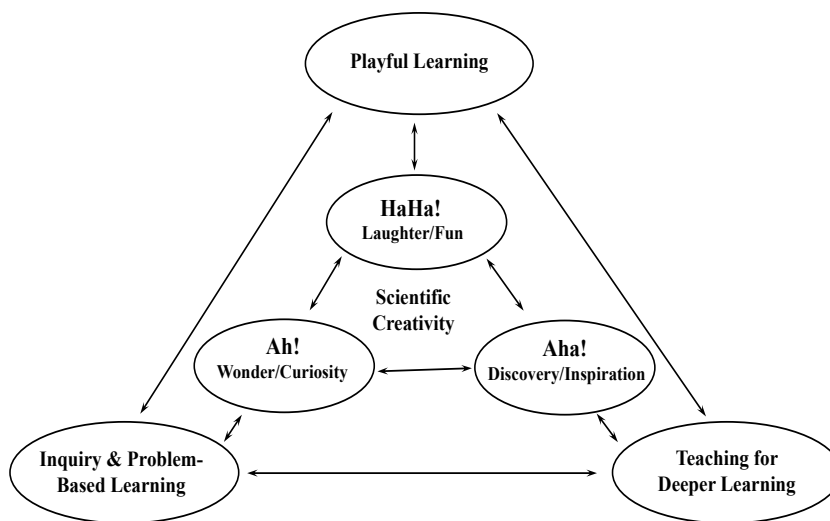 Playful Learning
HaHa!
Laughter/Fun
Scientific
Creativity
Ah!
Wonder/Curiosity
Aha!
Discovery/Inspiration
Inquiry & Problem-
Based Learning
Teaching for
Deeper Learning